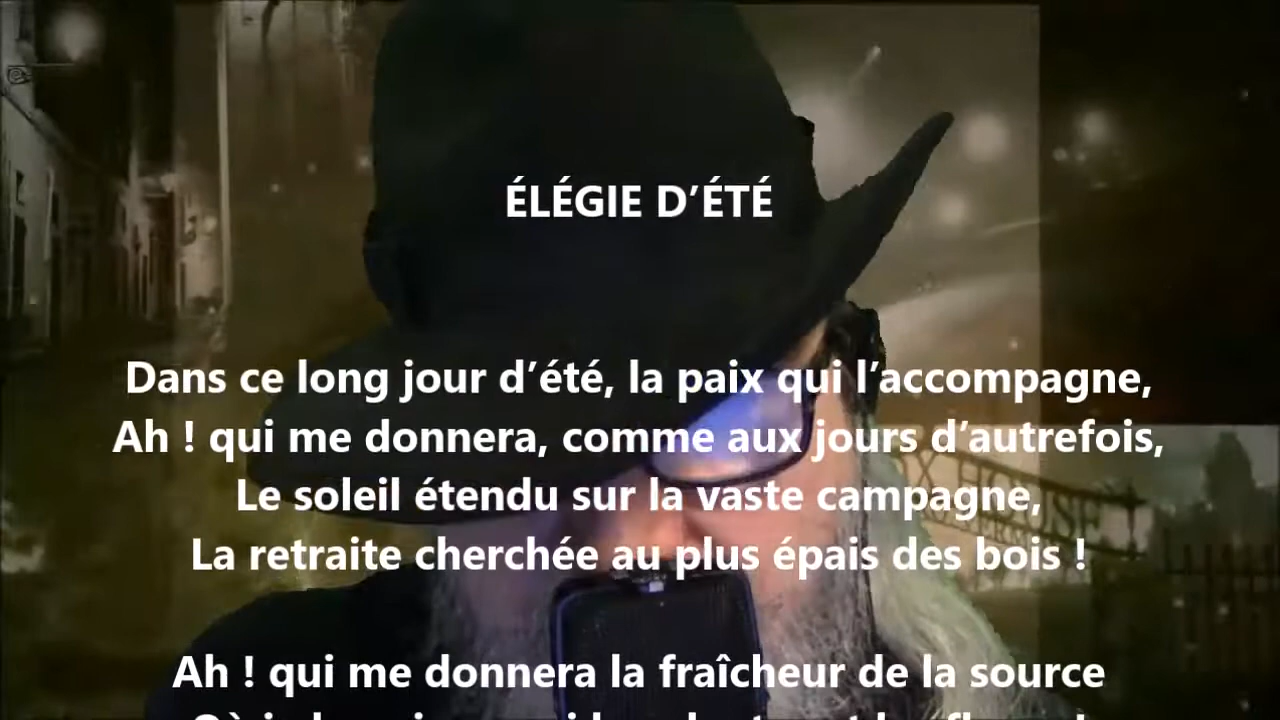 ÉLÉGIE D’ÉTÉ
Dans ce long jour d’été, la paix qui l’accompagne,
Ah ! qui me donnera, comme aux jours d’autrefois,
Le soleil étendu sur la vaste campagne,
La retraite cherchée au plus épais des bois !
Ah ! qui me donnera la fraîcheur de la source